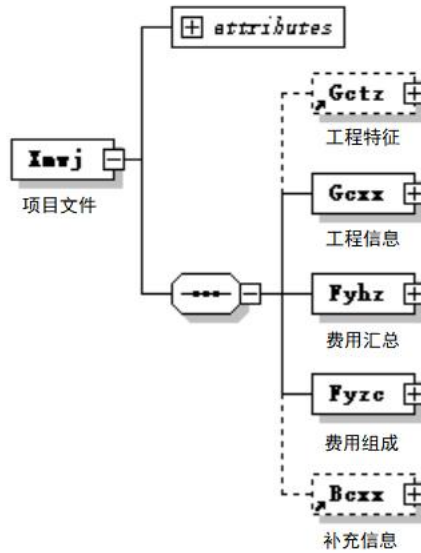 attributes
Gctz
工程特征
Xmwj
项目文件
Gcxx
工程信息
Fyhz
费用汇总
Fyzc
费用组成
Bcxx
补充信息